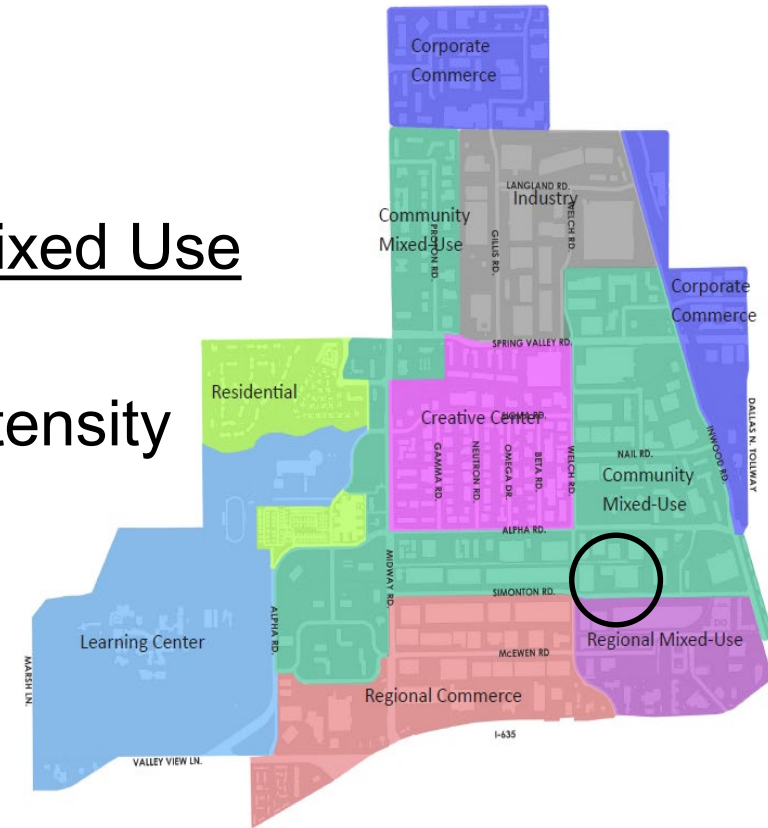 Corporate
Commerce
LANGLAND RD.
Industry
WELCH RD.
Community
Mixed-Use
PROTON RD.
GILLIS RD.
ixed Use
Corporate
Commerce
SPRING VALLEY RD.
Residential
tensity
Creative Center
SIGMA RD.
GAMMA RD.
NEUTRON RD.
OMEGA DR.
BETA RD.
WELCH RD.
NAIL RD.
INWOOD RD.
DALLAS N. TOLLWAY
Community
Mixed-Use
ALPHA RD.
MIDWAY RD.
SIMONTON RD.
ALPHA RD.
Learning Center
Regional Mixed-Use
McEWEN RD
MARSH LN.
Regional Commerce
I-635
VALLEY VIEW LN.